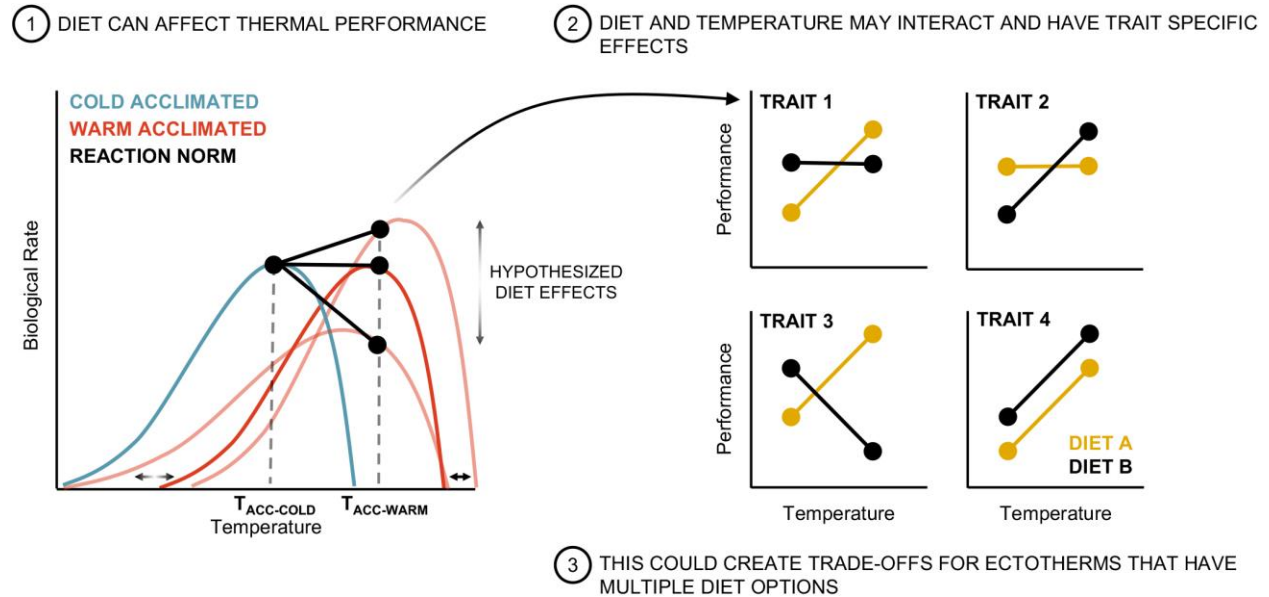 1 DIET CAN AFFECT THERMAL PERFORMANCE
COLD ACCLIMATED
WARM ACCLIMATED
REACTION NORM
Biological Rate
HYPOTHESIZED
DIET EFFECTS
TACC-COLD
TACC-WARM
Temperature
2 DIET AND TEMPERATURE MAY INTERACT AND HAVE TRAIT SPECIFIC
EFFECTS
TRAIT 1
TRAIT 2
Performance
TRAIT 3
TRAIT 4
Performance
DIET A
DIET B
Temperature
Temperature
3 THIS COULD CREATE TRADE-OFFS FOR ECTOTHERMS THAT HAVE
MULTIPLE DIET OPTIONS